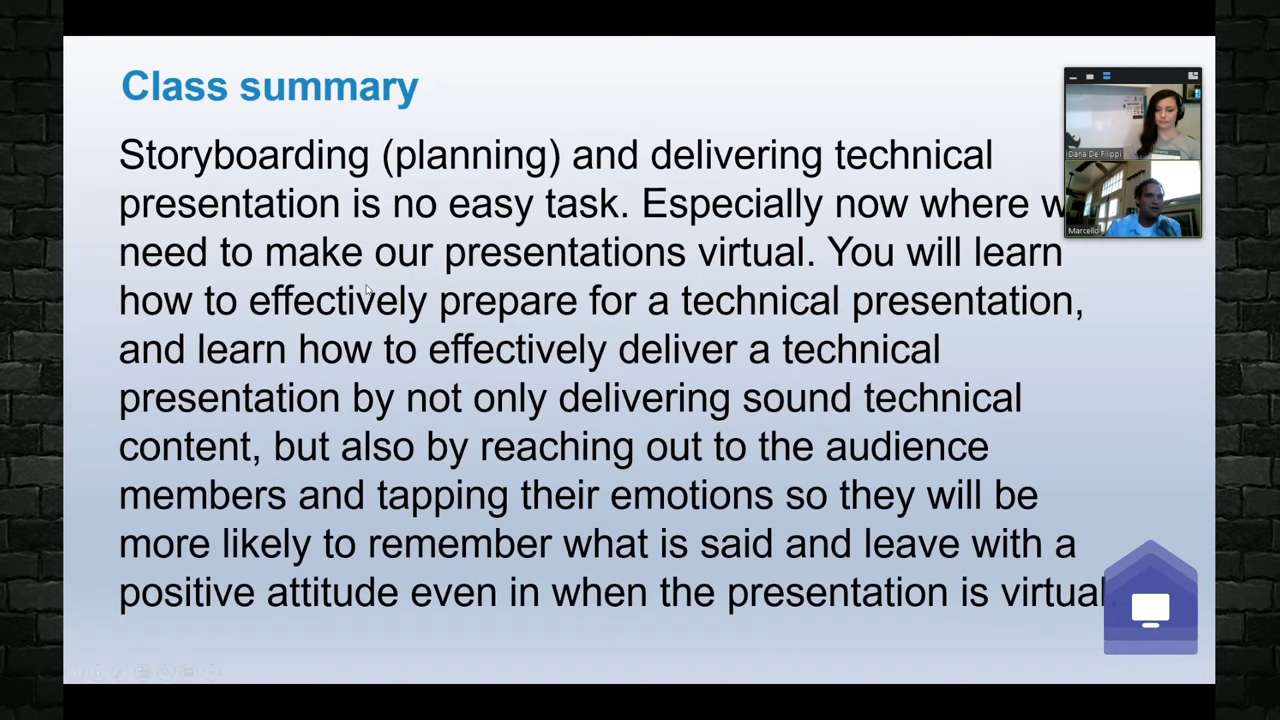 Class summary
Storyboarding (planning) and delivering technical
presentation is no easy task. Especially now where
need to make our presentations virtual. You will learn
how to effectively prepare for a technical presentation,
and learn how to effectively deliver a technical
presentation by not only delivering sound technical
content, but also by reaching out to the audience
members and tapping their emotions so they will be
more likely to remember what is said and leave with a
positive attitude even in when the presentation is virtual.
Dana De Filippi
Marcello